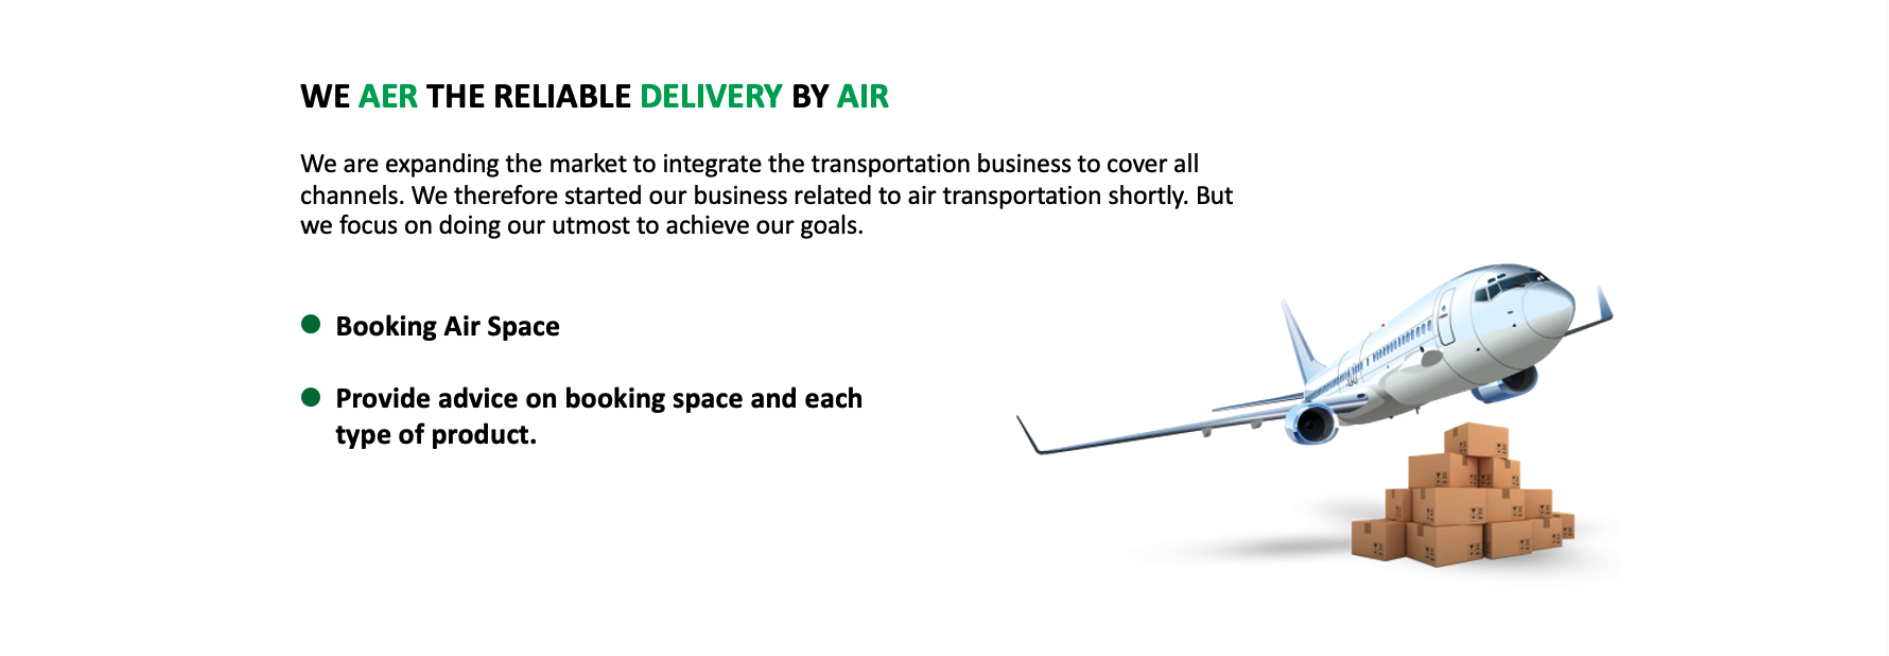 WE AER THE RELIABLE DELIVERY BY AIR
We are expanding the market to integrate the transportation business to cover all
channels. We therefore started our business related to air transportation shortly. But
we focus on doing our utmost to achieve our goals.
Booking Air Space
Provide advice on booking space and each
type of product.